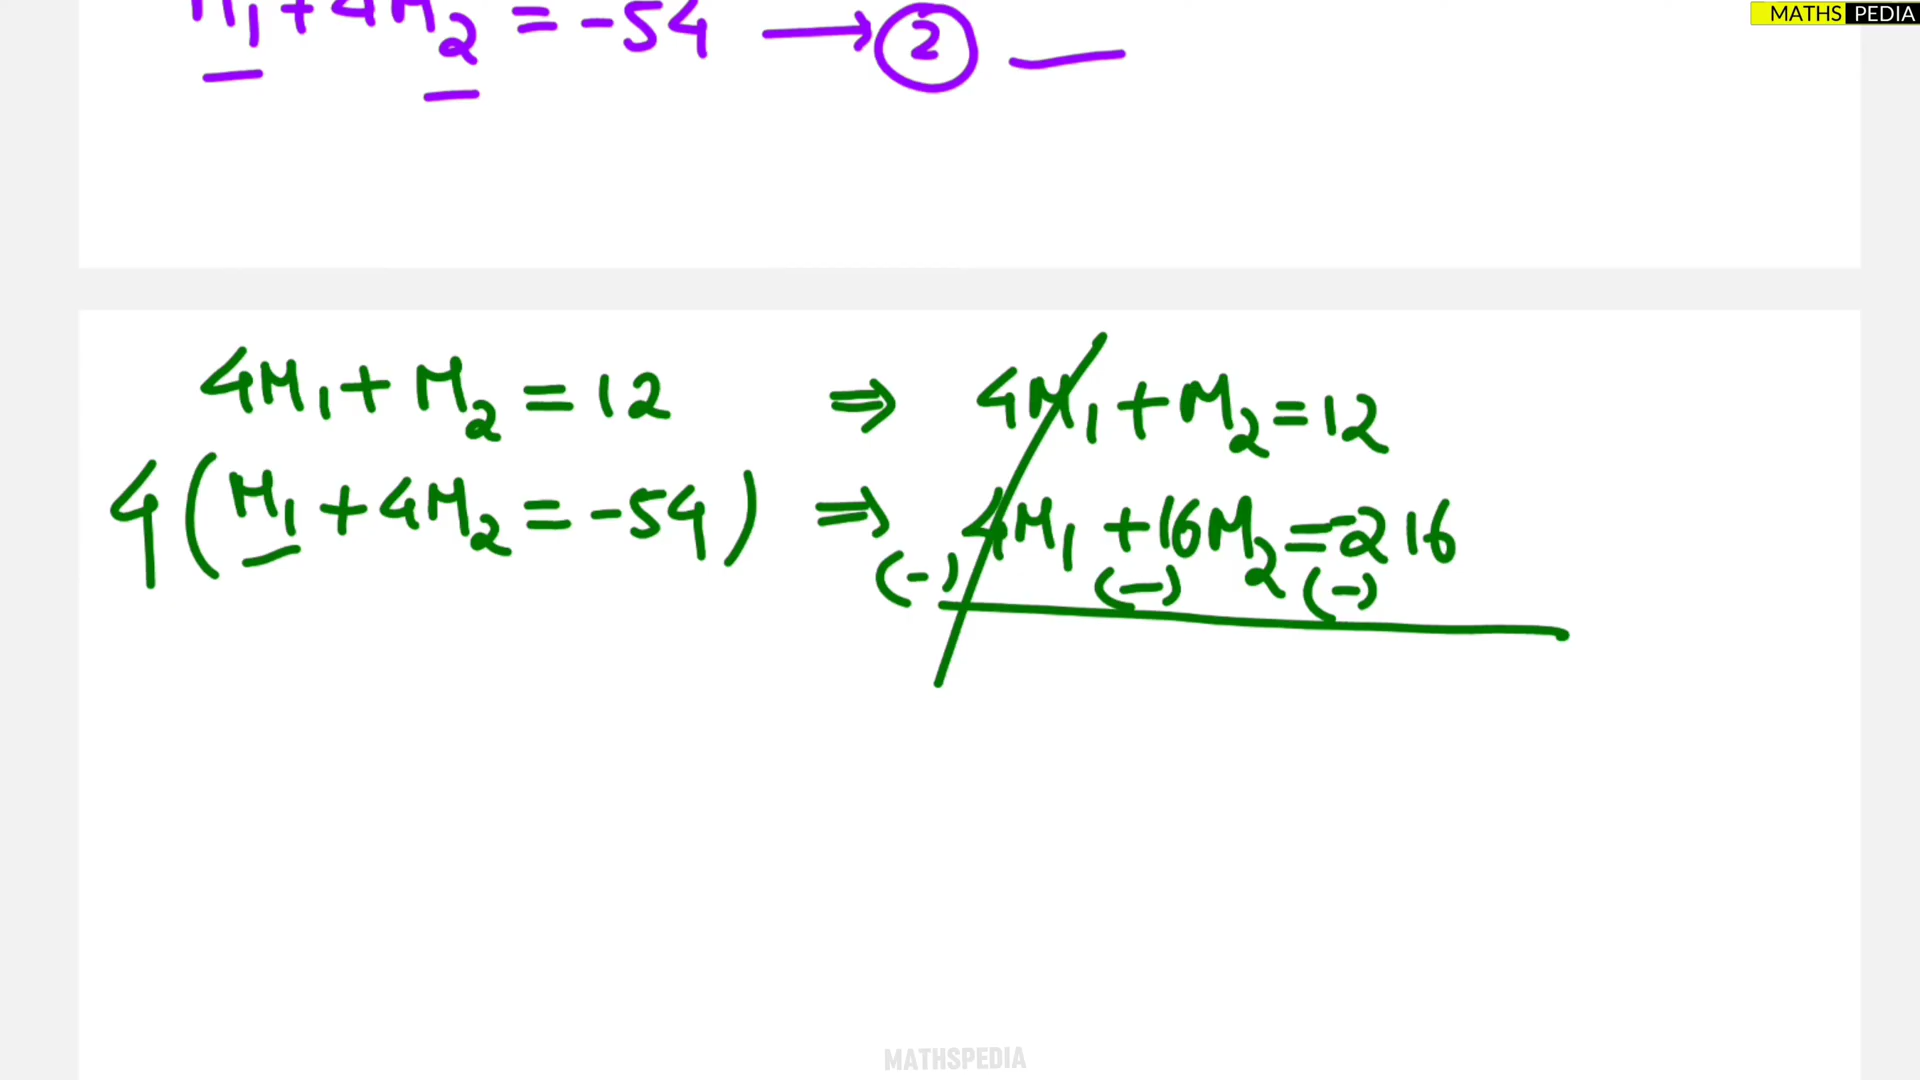 MATHS PEDIA
M₁+4M₂ = -54 → ②
4M₁+M₂ = 12 ⇒ 4M₁+M₂=12
4(M₁+4M₂ = -54) ⇒ 4M₁+16M₂=-216
(-) (-) (-)
MATHSPEDIA